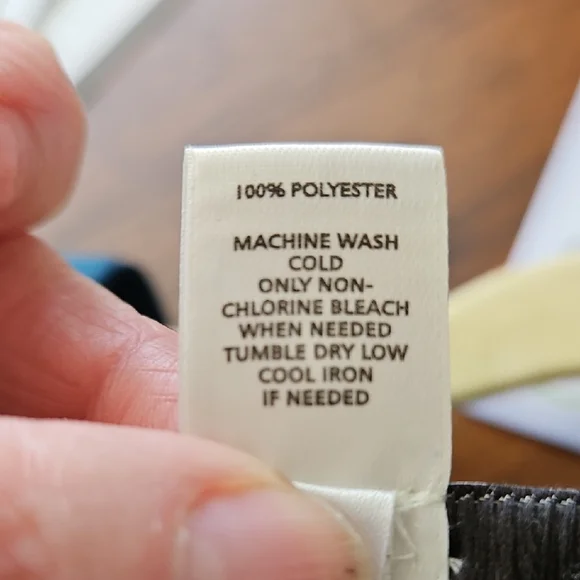 100% POLYESTER
MACHINE WASH
COLD
ONLY NON-
CHLORINE BLEACH
WHEN NEEDED
TUMBLE DRY LOW
COOL IRON
IF NEEDED